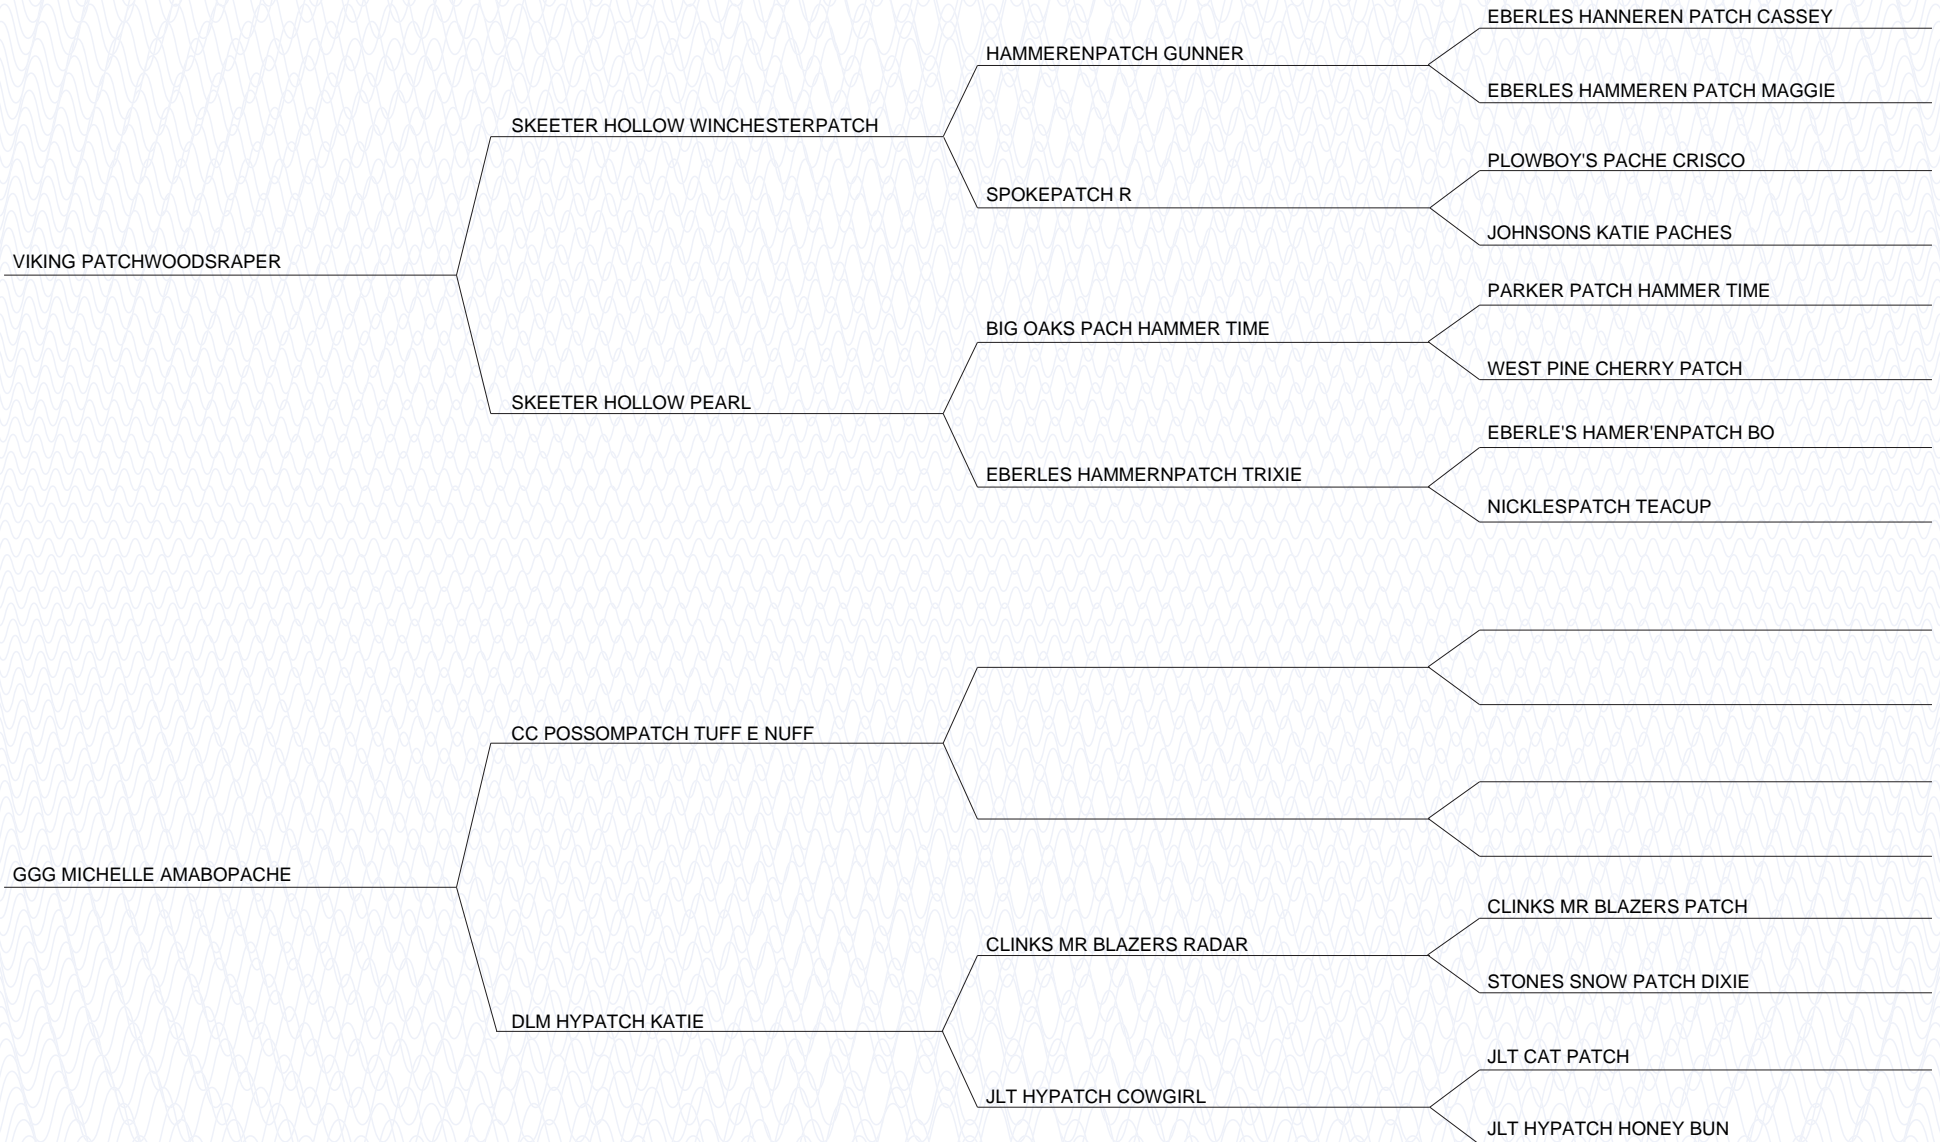 EBERLES HANNEREN PATCH CASSEY
HAMMERENPATCH GUNNER
EBERLES HAMMEREN PATCH MAGGIE
SKEETER HOLLOW WINCHESTERPATCH
PLOWBOY'S PACHE CRISCO
SPOKEPATCH R
JOHNSONS KATIE PACHES
VIKING PATCHWOODSRAPER
PARKER PATCH HAMMER TIME
BIG OAKS PACH HAMMER TIME
WEST PINE CHERRY PATCH
SKEETER HOLLOW PEARL
EBERLE'S HAMER'ENPATCH BO
EBERLES HAMMERNPATCH TRIXIE
NICKLESPATCH TEACUP
CC POSSOMPATCH TUFF E NUFF
GGG MICHELLE AMABOPACHE
CLINKS MR BLAZERS PATCH
CLINKS MR BLAZERS RADAR
STONES SNOW PATCH DIXIE
DLM HYPATCH KATIE
JLT CAT PATCH
JLT HYPATCH COWGIRL
JLT HYPATCH HONEY BUN